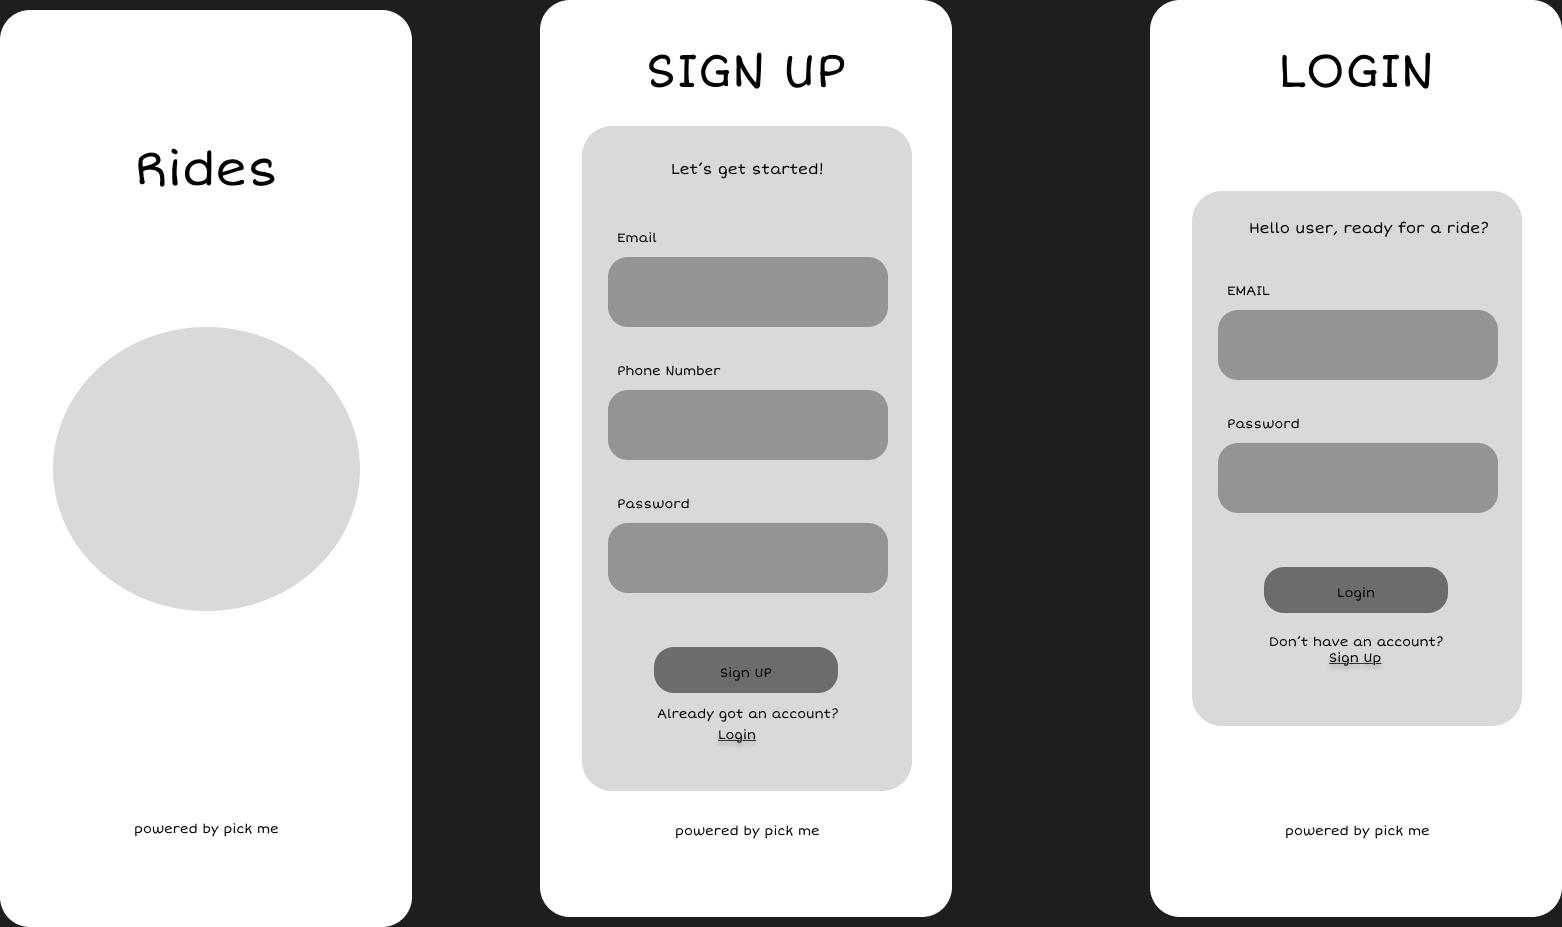 Rides
powered by pick me
SIGN UP
Let's get started!
Email
Phone Number
Password
Sign UP
Already got an account?
Login
powered by pick me
LOGIN
Hello user, ready for a ride?
EMAIL
Password
Login
Don't have an account?
Sign Up
powered by pick me